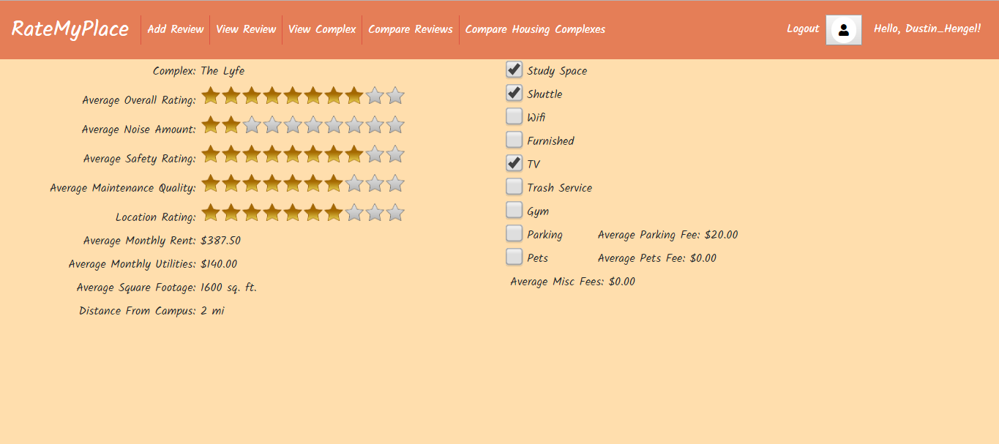 RateMyPlace Add Review View Review View Complex Compare Reviews Compare Housing Complexes Logout Hello, Dustin_Hengel!
Complex: The Lyfe
Average Overall Rating:
Average Noise Amount:
Average Safety Rating:
Average Maintenance Quality:
Location Rating:
Average Monthly Rent: $387.50
Average Monthly Utilities: $140.00
Average Square Footage: 1600 sq. ft.
Distance From Campus: 2 mi
Study Space
Shuttle
Wifi
Furnished
TV
Trash Service
Gym
Parking Average Parking Fee: $20.00
Pets Average Pets Fee: $0.00
Average Misc Fees: $0.00